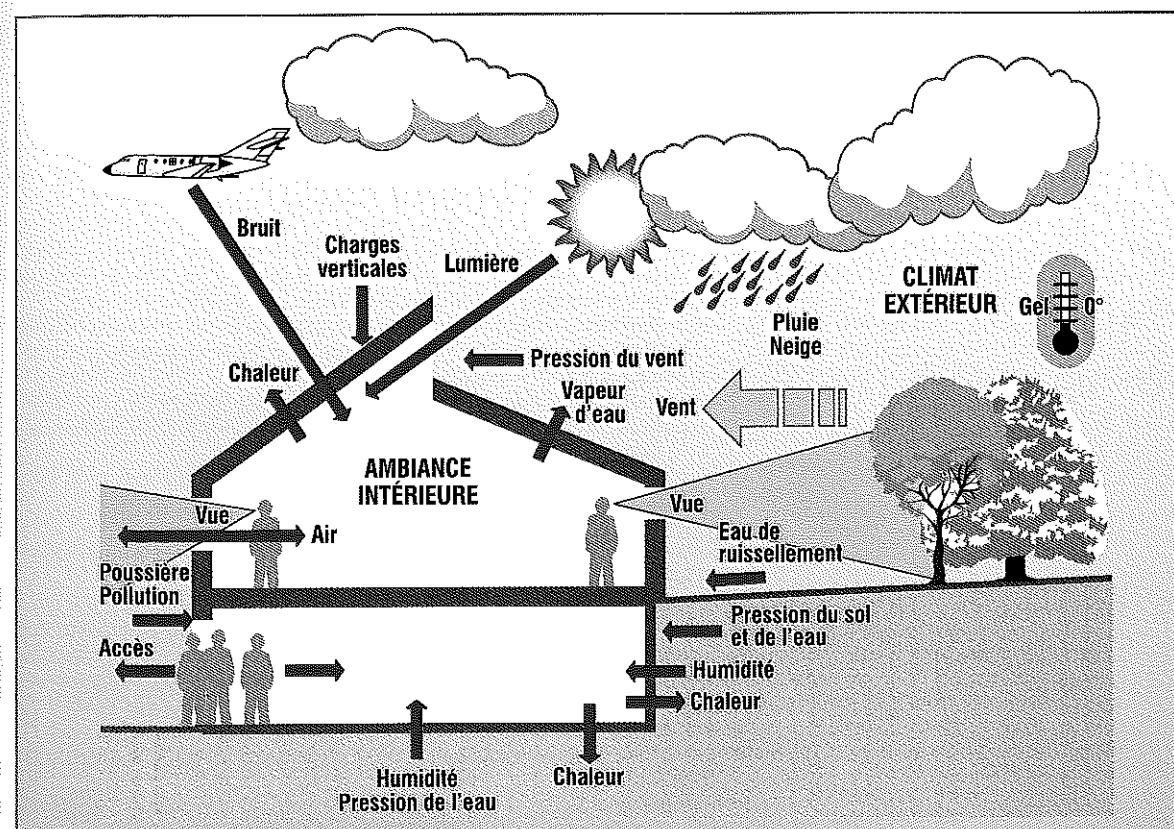 Bruit
Charges
verticales
Lumière
CLIMAT
EXTÉRIEUR
Gel
0°
Pluie
Neige
Chaleur
Pression du vent
Vapeur
d'eau
Vent
AMBIANCE
INTÉRIEURE
Vue
Vue
Air
Eau de
ruissellement
Poussière
Pollution
Pression du sol
et de l'eau
Accès
Humidité
Chaleur
Humidité
Pression de l'eau
Chaleur